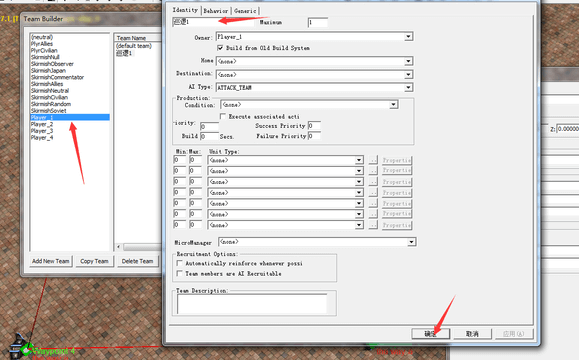 7.1 [T
Team Builder
(neutral)
PlyrAllies
PlyrCivilian
SkirmishNull
SkirmishObserver
SkirmishJapan
SkirmishCommentator
SkirmishAllies
SkirmishNeutral
SkirmishCivilian
SkirmishRandom
SkirmishSoviet
Player_1
Player_2
Player_3
Player_4
Team Name
(default team)
巡逻1
Add New Team
Copy Team
Delete Team
Identity Behavior Generic
巡逻1 Maximum 1
Owner: Player_1
Build from Old Build System
Home <none>
Destination: <none>
AI Type: ATTACK_TEAM
Production:
Condition: <none>
Execute associated acti
riority: 0 Success Priority 0
Build 0 Secs. Failure Priority 0
Min: Max: Unit Type:
0 0 <none> ... Propertie
0 0 <none> ... Propertie
0 0 <none> ... Propertie
0 0 <none> ... Propertie
0 0 <none> ... Propertie
0 0 <none> ... Propertie
0 0 <none> ... Propertie
MicroManager <none>
Recruitment Options:
Automatically reinforce whenever possi
Team members are AI Recruitable
Team Description:
确定 取消 应用(A)
Z: 0.00000
Waypoint 4